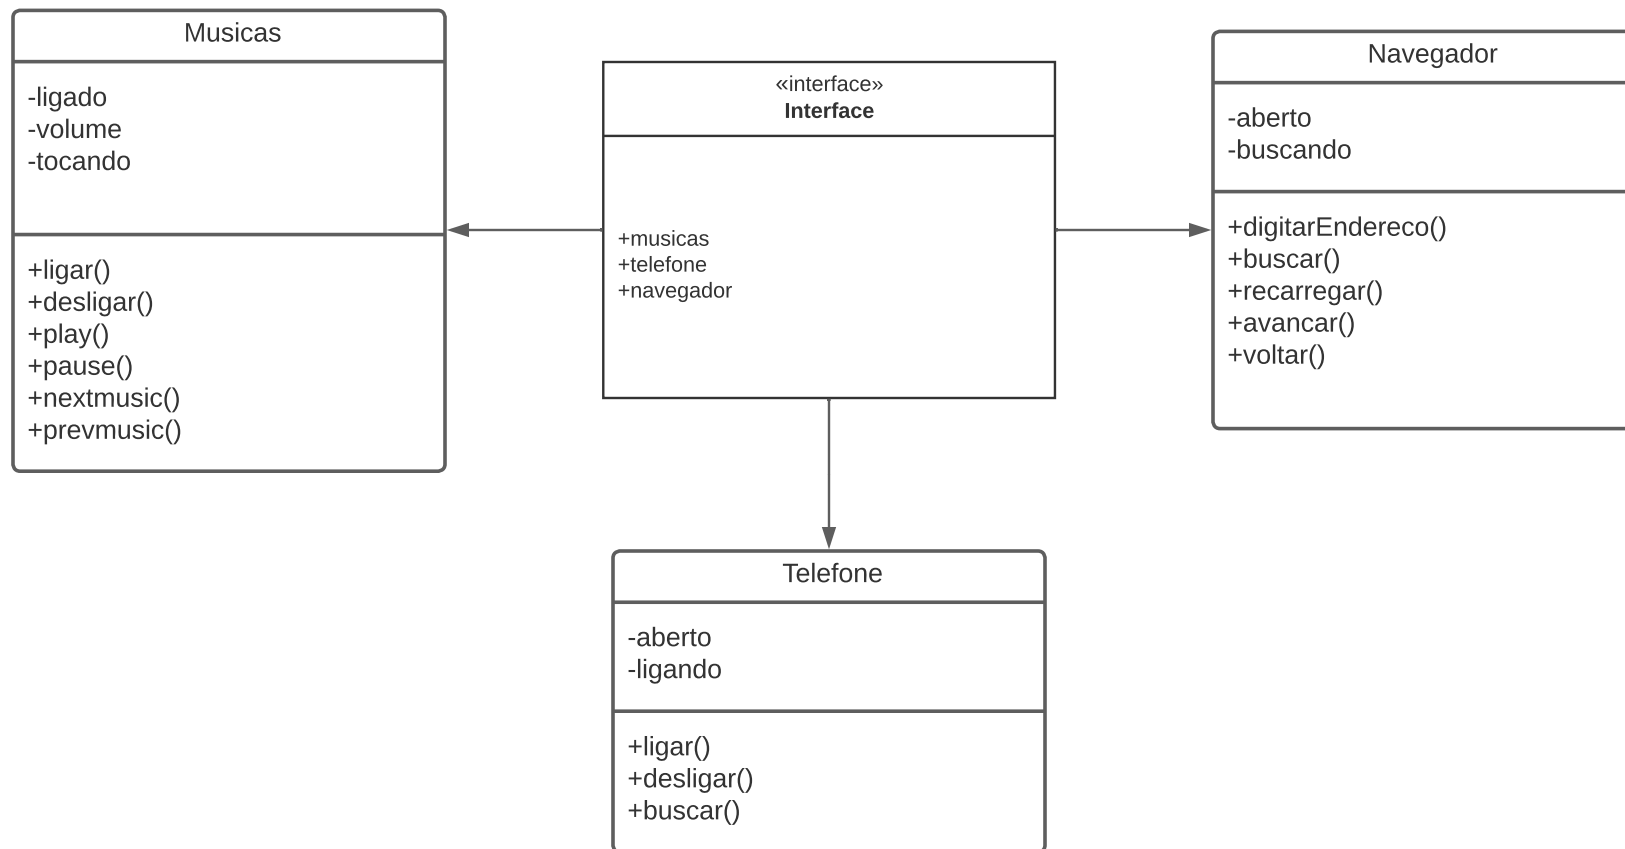 Musicas
-ligado
-volume
-tocando
+ligar()
+desligar()
+play()
+pause()
+nextmusic()
+prevmusic()
«interface»
Interface
+musicas
+telefone
+navegador
Navegador
-aberto
-buscando
+digitarEndereco()
+buscar()
+recarregar()
+avancar()
+voltar()
Telefone
-aberto
-ligando
+ligar()
+desligar()
+buscar()